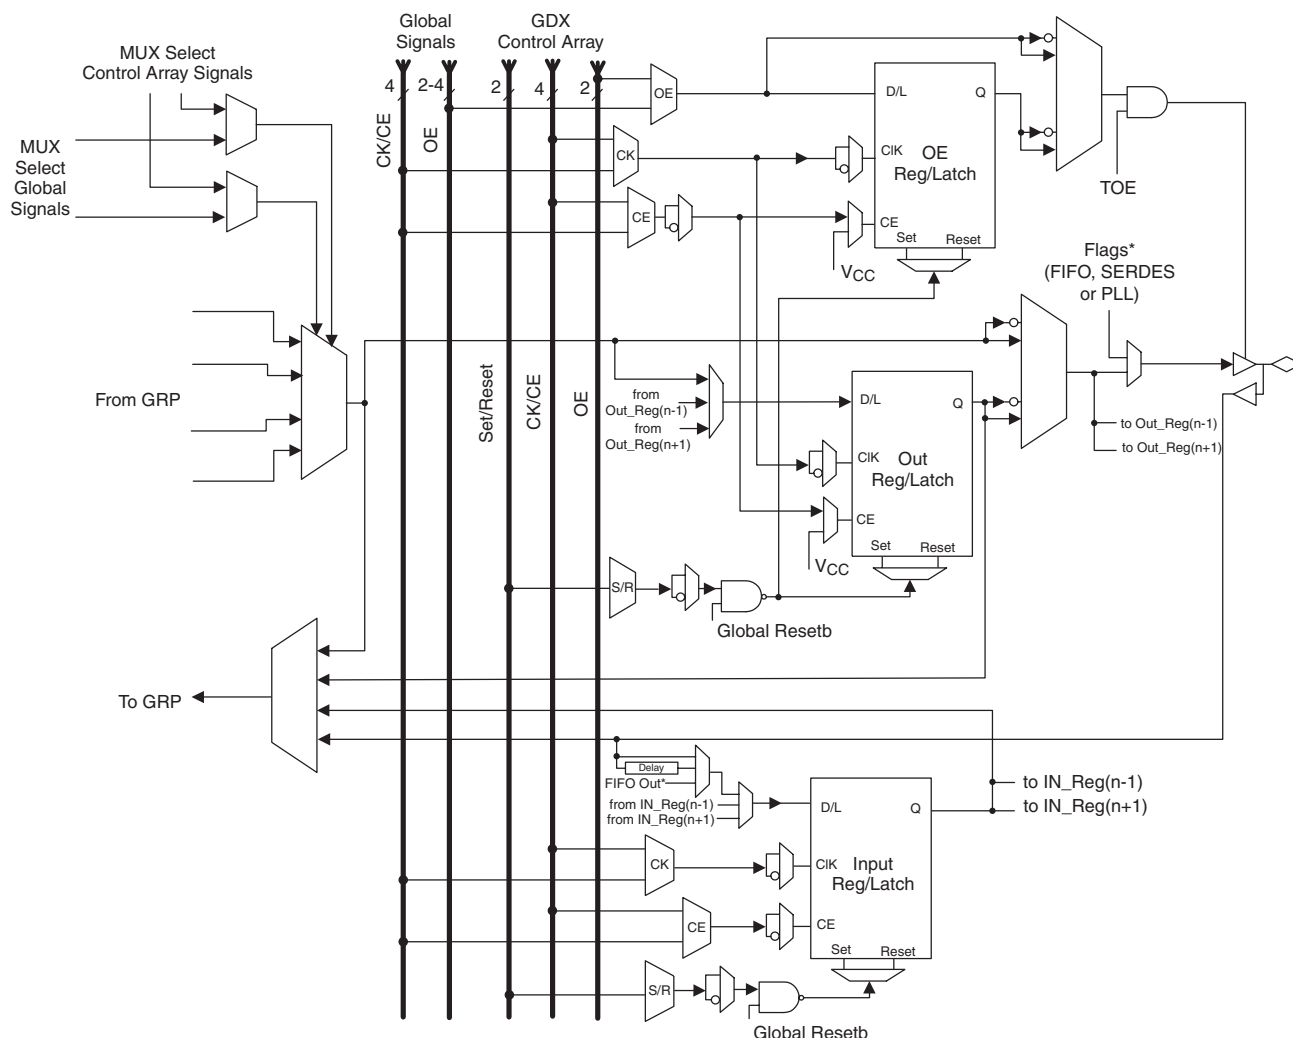 Global
Signals
GDX
Control Array
MUX Select
Control Array Signals
4
2-4
2
4
2
CK/CE
OE
OE
D/L
Q
MUX
Select
Global
Signals
CK
ClK
OE
Reg/Latch
TOE
CE
CE
Set
Reset
VCC
Flags*
(FIFO, SERDES
or PLL)
From GRP
Set/Reset
CK/CE
OE
from
Out_Reg(n-1)
from
Out_Reg(n+1)
D/L
Q
to Out_Reg(n-1)
to Out_Reg(n+1)
ClK
Out
Reg/Latch
CE
Set
Reset
VCC
S/R
Global Resetb
To GRP
Delay
FIFO Out*
from IN_Reg(n-1)
from IN_Reg(n+1)
D/L
Q
to IN_Reg(n-1)
to IN_Reg(n+1)
CK
ClK
Input
Reg/Latch
CE
CE
Set
Reset
S/R
Global Resetb